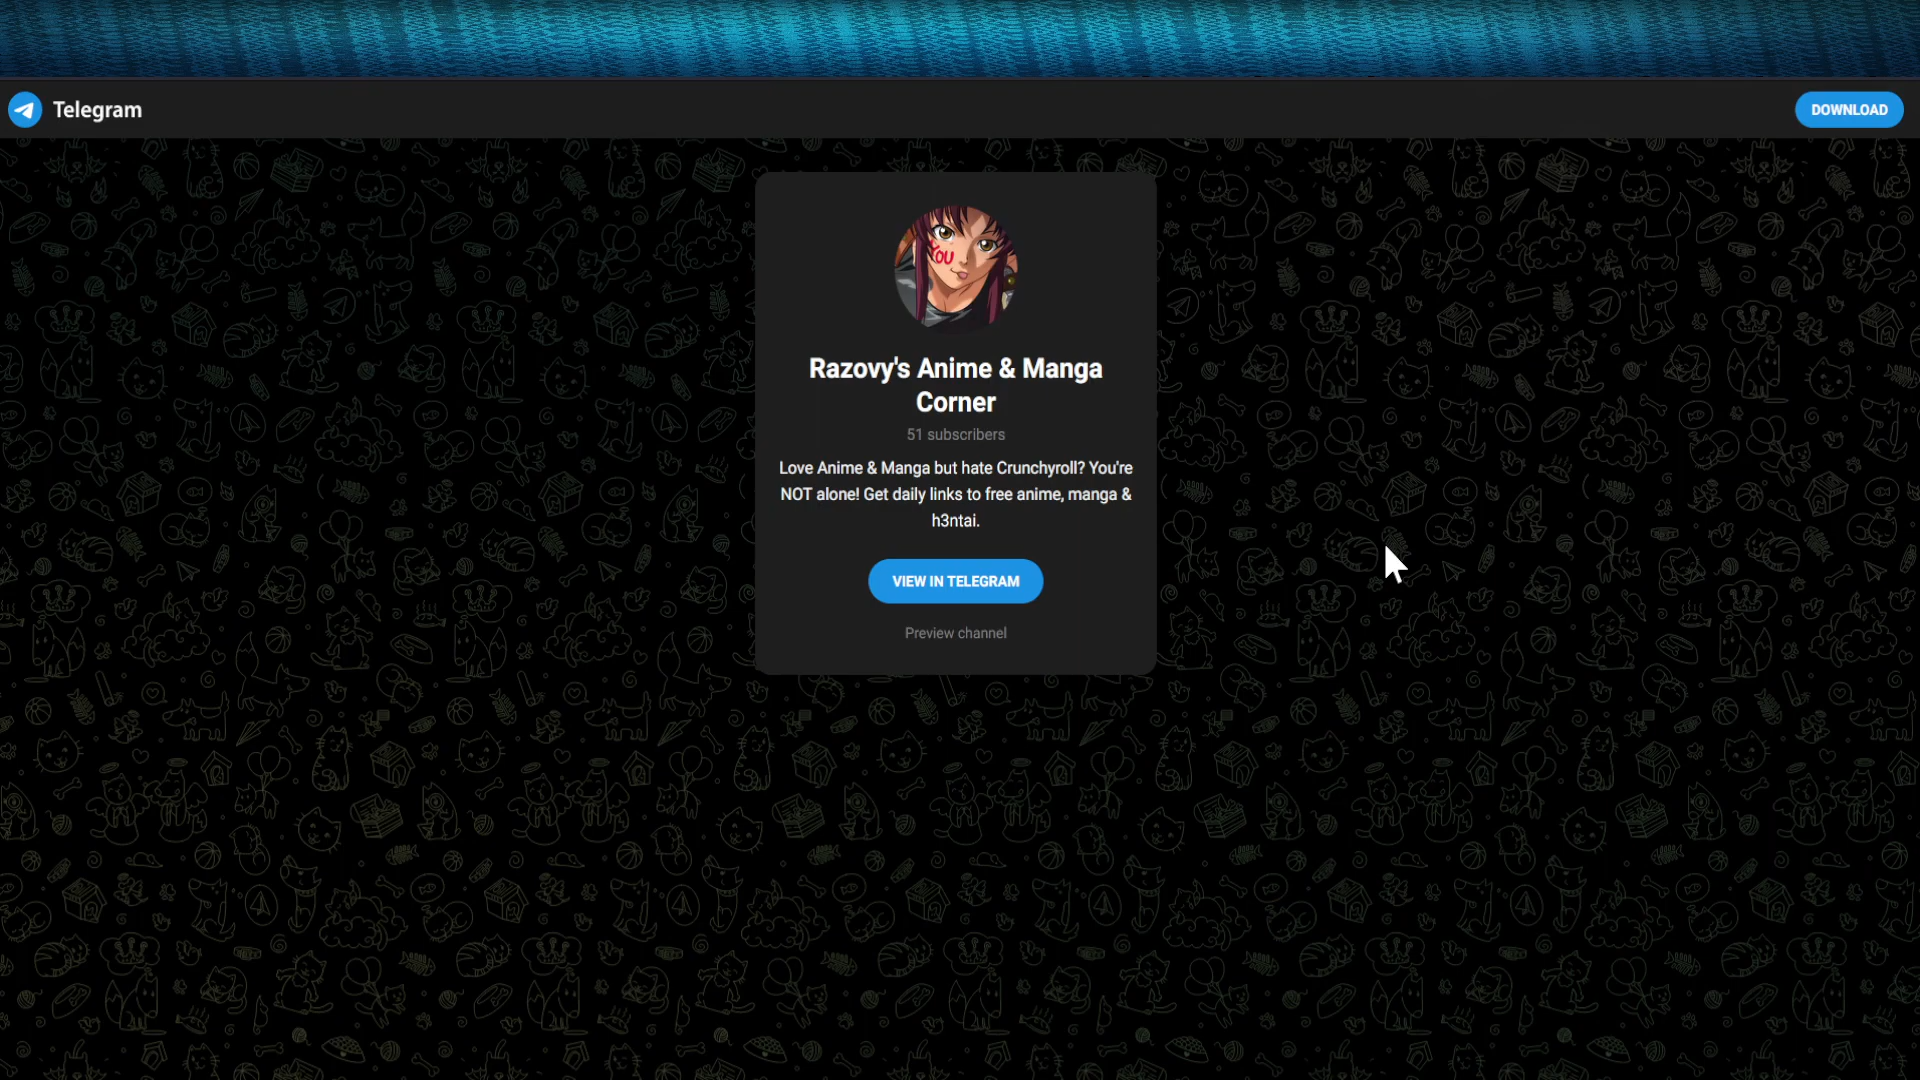 Telegram
DOWNLOAD
YOU
Razovy's Anime & Manga
Corner
51 subscribers
Love Anime & Manga but hate Crunchyroll? You're
NOT alone! Get daily links to free anime, manga &
h3ntai.
VIEW IN TELEGRAM
Preview channel